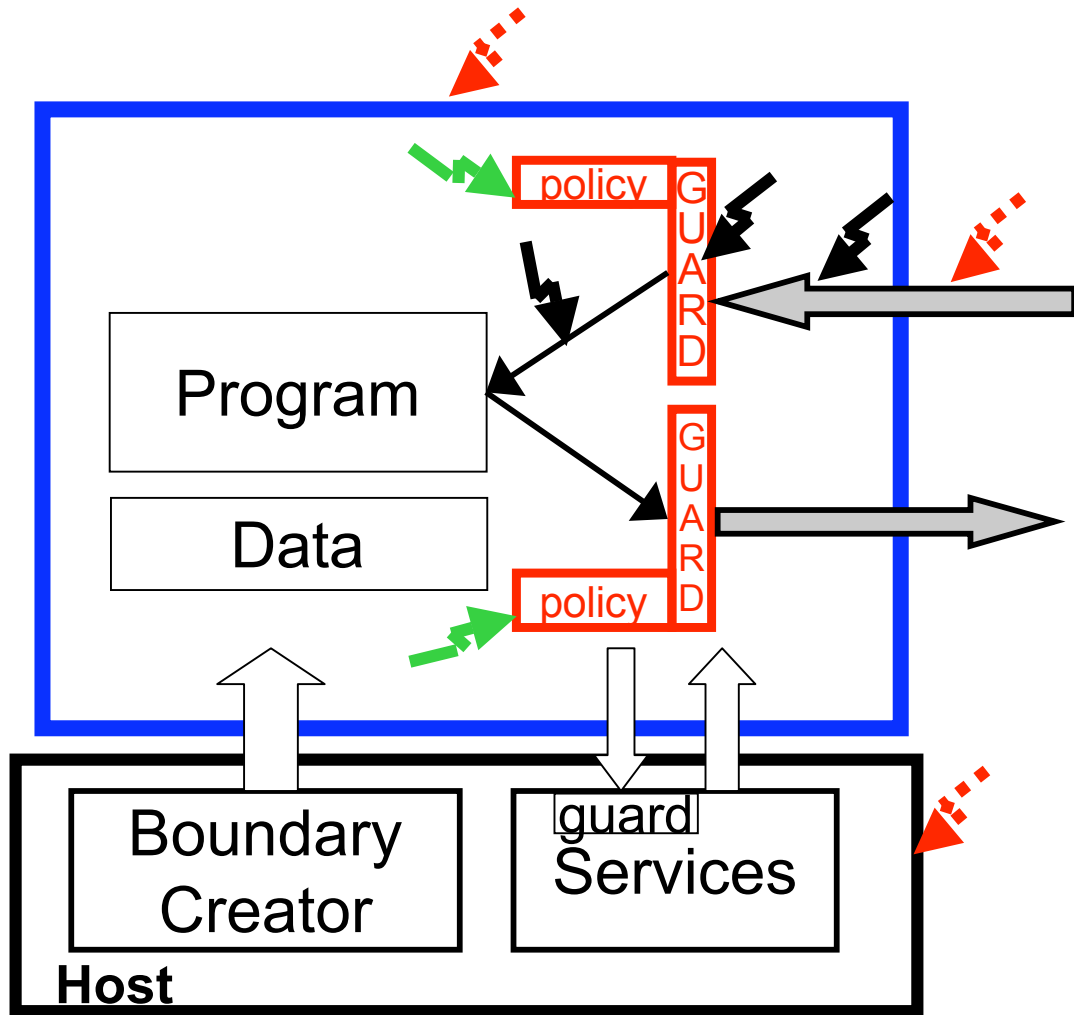 policy
GUARD
Program
GUARD
Data
policy
Boundary
Creator
guard
Services
Host